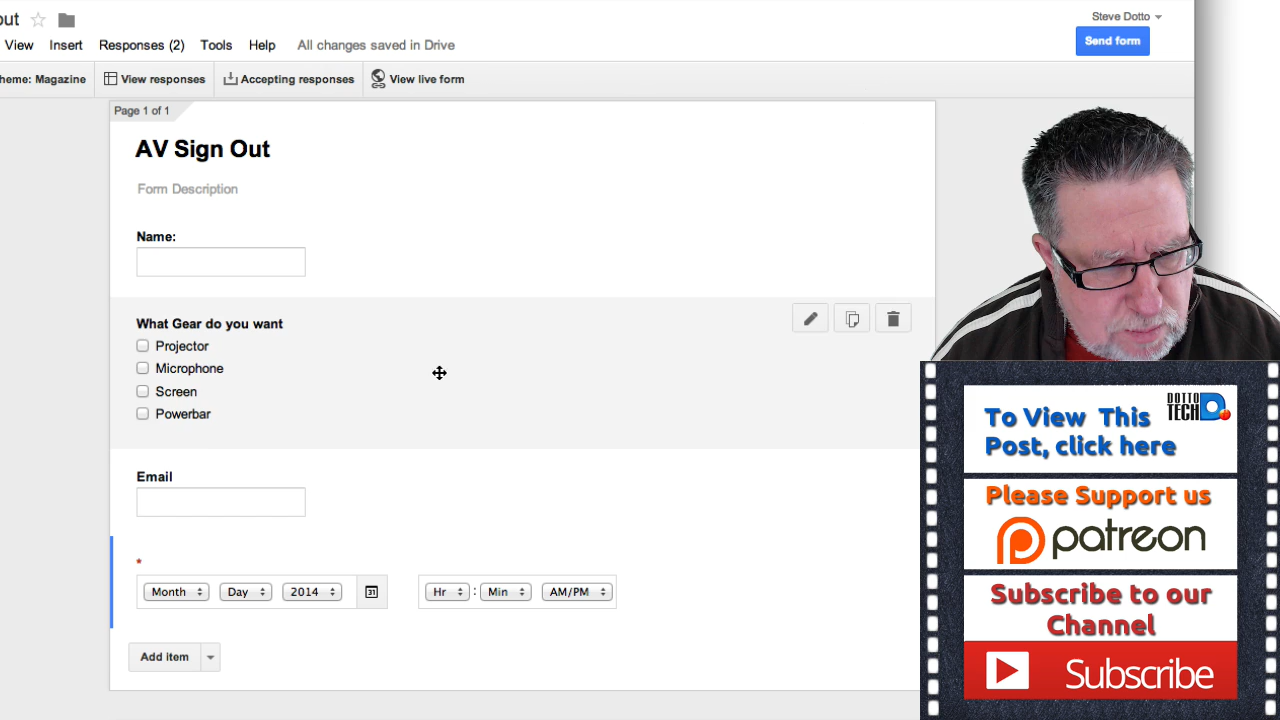 out
Steve Dotto
View Insert Responses (2) Tools Help All changes saved in Drive
Send form
heme: Magazine View responses Accepting responses View live form
Page 1 of 1
AV Sign Out
Form Description
Name:
What Gear do you want
Projector
Microphone
Screen
Powerbar
Email
*
Month Day 2014 31 Hr : Min AM/PM
Add item
DOTTO
TECH
To View This
Post, click here
Please Support us
patreon
Subscribe to our
Channel
Subscribe